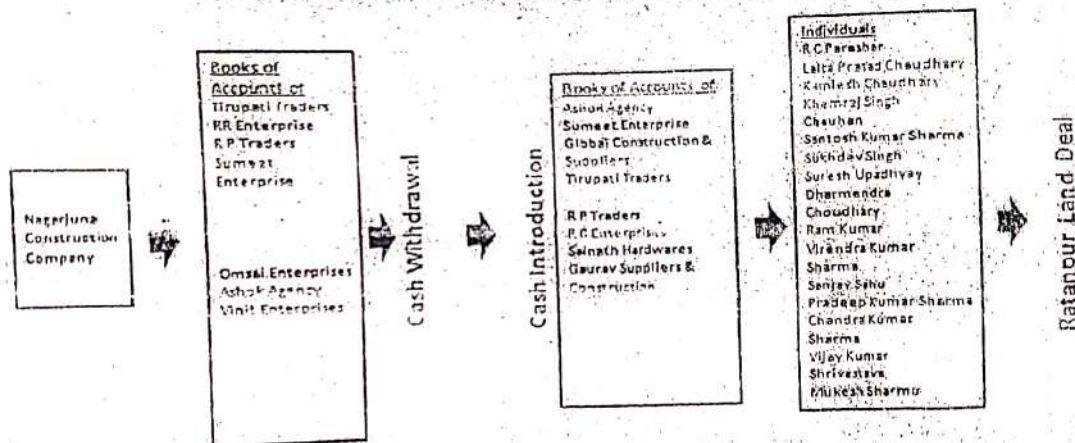 Nagarjuna
Construction
Company
Books of
Accounts of
Tirupati Traders
RR Enterprise
R.P. Traders
Sumeet
Enterprise
Omsai Enterprises
Ashok Agency
Vinit Enterprises
Cash Withdrawal
Cash Introduction
Books of Accounts of
Ashok Agency
Sumeet Enterprise
Global Construction &
Suppliers
Tirupati Traders
R.P. Traders
Enterprises
Sainath Hardwares
Gaurav Suppliers &
Construction
Individuals
R C Parashar
Lalta Prasad Chaudhary
Kamlesh Chaudhary
Khemraj Singh
Chauhan
Santosh Kumar Sharma
Sukhdev Singh
Suresh Upadhyay
Dharmendra
Choudhary
Ram Kumar
Virendra Kumar
Sharma
Sanjay Sahu
Pradeep Kumar Sharma
Chandra Kumar
Sharma
Vijay Kumar
Shrivastava
Mukesh Sharma
Ratanpur Land Deal